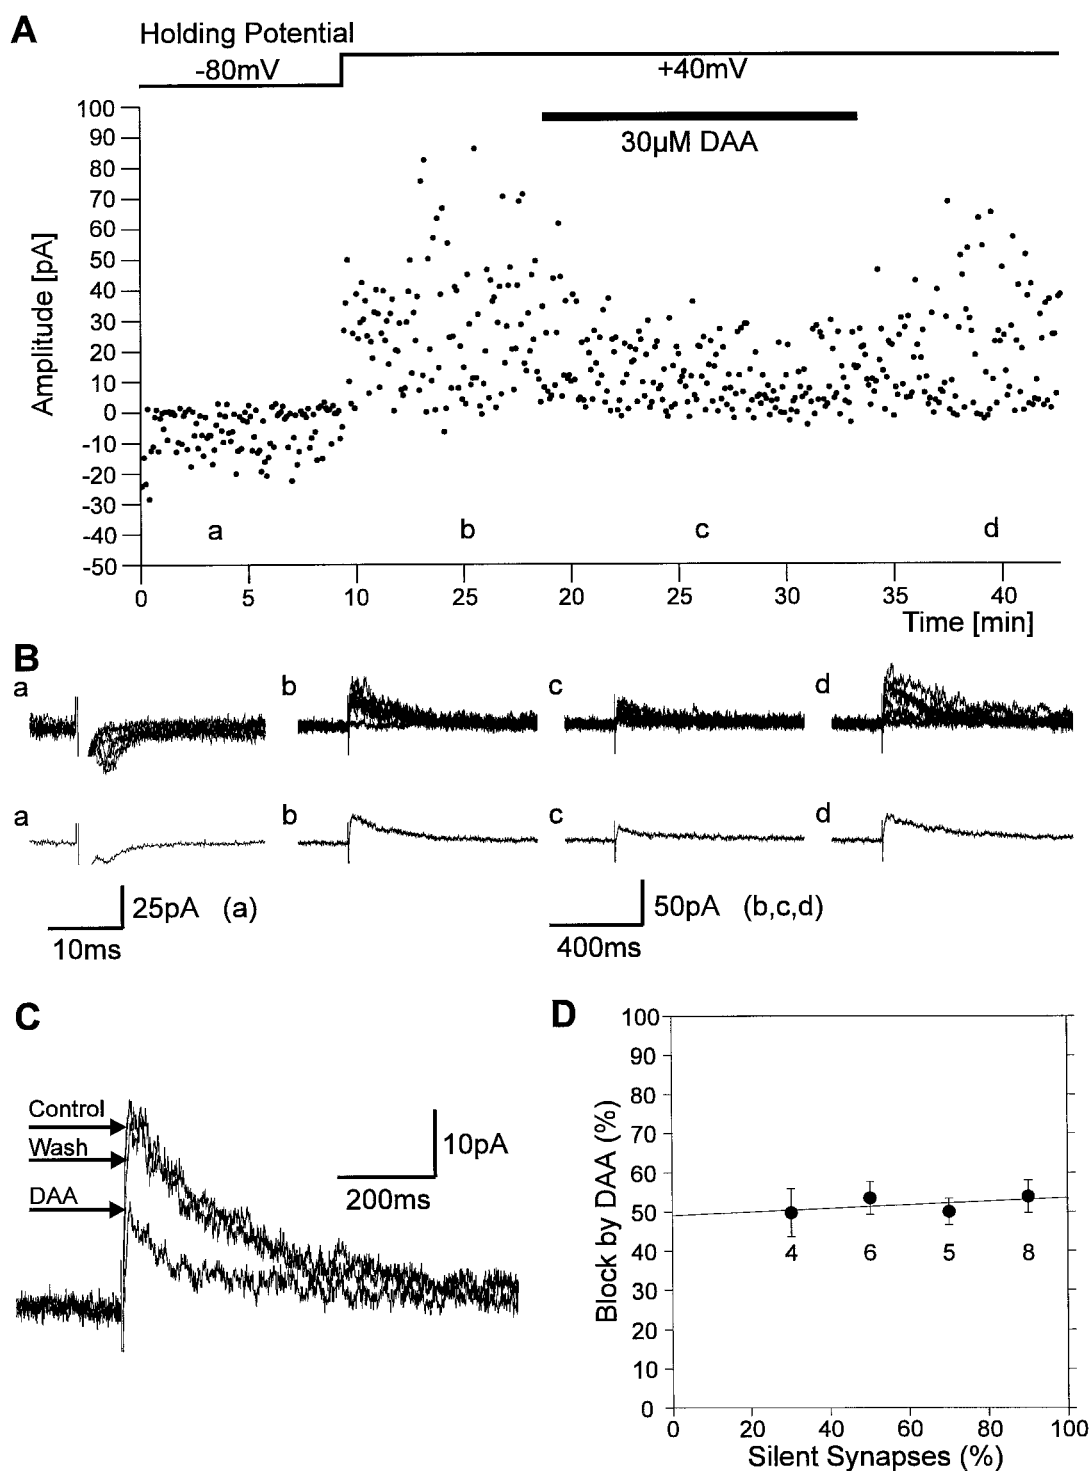 A
Holding Potential
-80mV
+40mV
30µM DAA
Amplitude [pA]
100
90
80
70
60
50
40
30
20
10
0
-10
-20
-30
-40
-50
a b c d
0 5 10 25 20 25 30 35 40
Time [min]
B
a b c d
a b c d
25pA (a)
10ms
50pA (b,c,d)
400ms
C
Control
Wash
DAA
10pA
200ms
D
Block by DAA (%)
100
90
80
70
60
50
40
30
20
10
0
4 6 5 8
0 20 40 60 80 100
Silent Synapses (%)